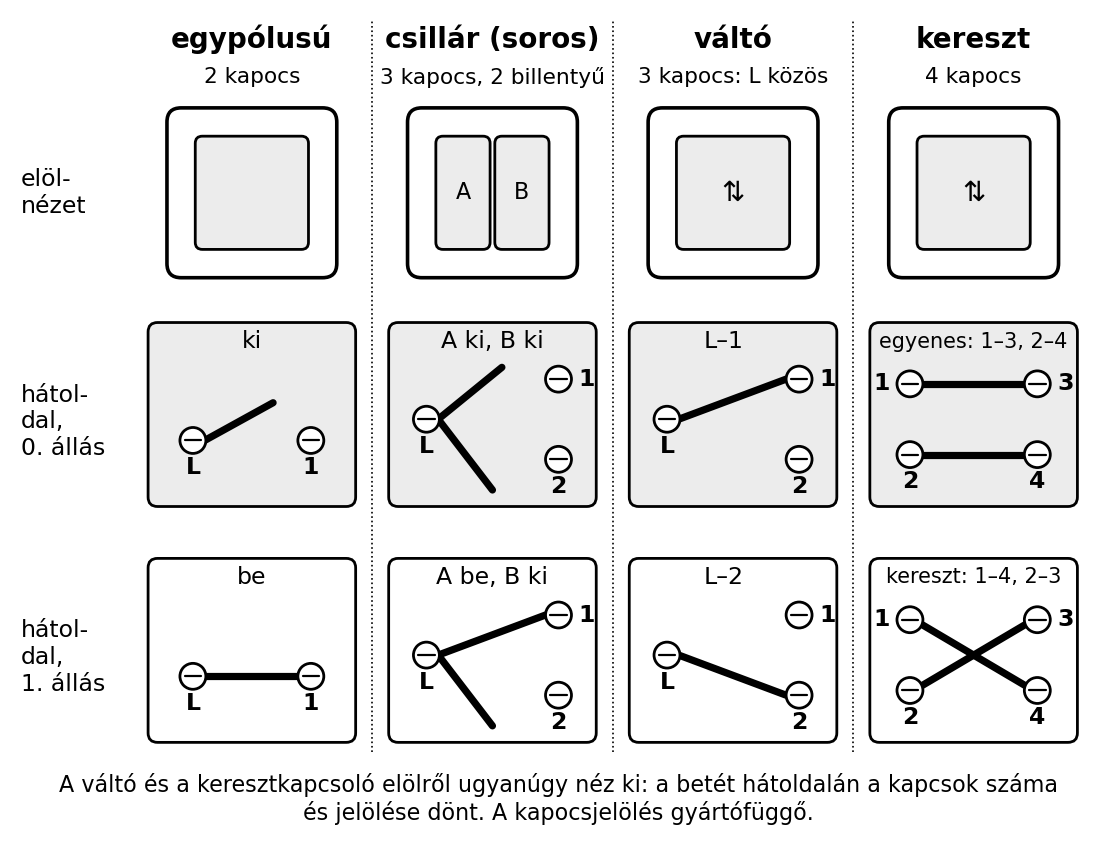 egypólusú
csillár (soros)
váltó
kereszt
2 kapocs
3 kapocs, 2 billentyű
3 kapocs: L közös
4 kapocs
elöl-
nézet
A
B
⇅
⇅
hátol-
dal,
0. állás
ki
L
1
A ki, B ki
L
1
2
L–1
L
1
2
egyenes: 1–3, 2–4
1
3
2
4
hátol-
dal,
1. állás
be
L
1
A be, B ki
L
1
2
L–2
L
1
2
kereszt: 1–4, 2–3
1
3
2
4
A váltó és a keresztkapcsoló elölről ugyanúgy néz ki: a betét hátoldalán a kapcsok száma
és jelölése dönt. A kapocsjelölés gyártófüggő.